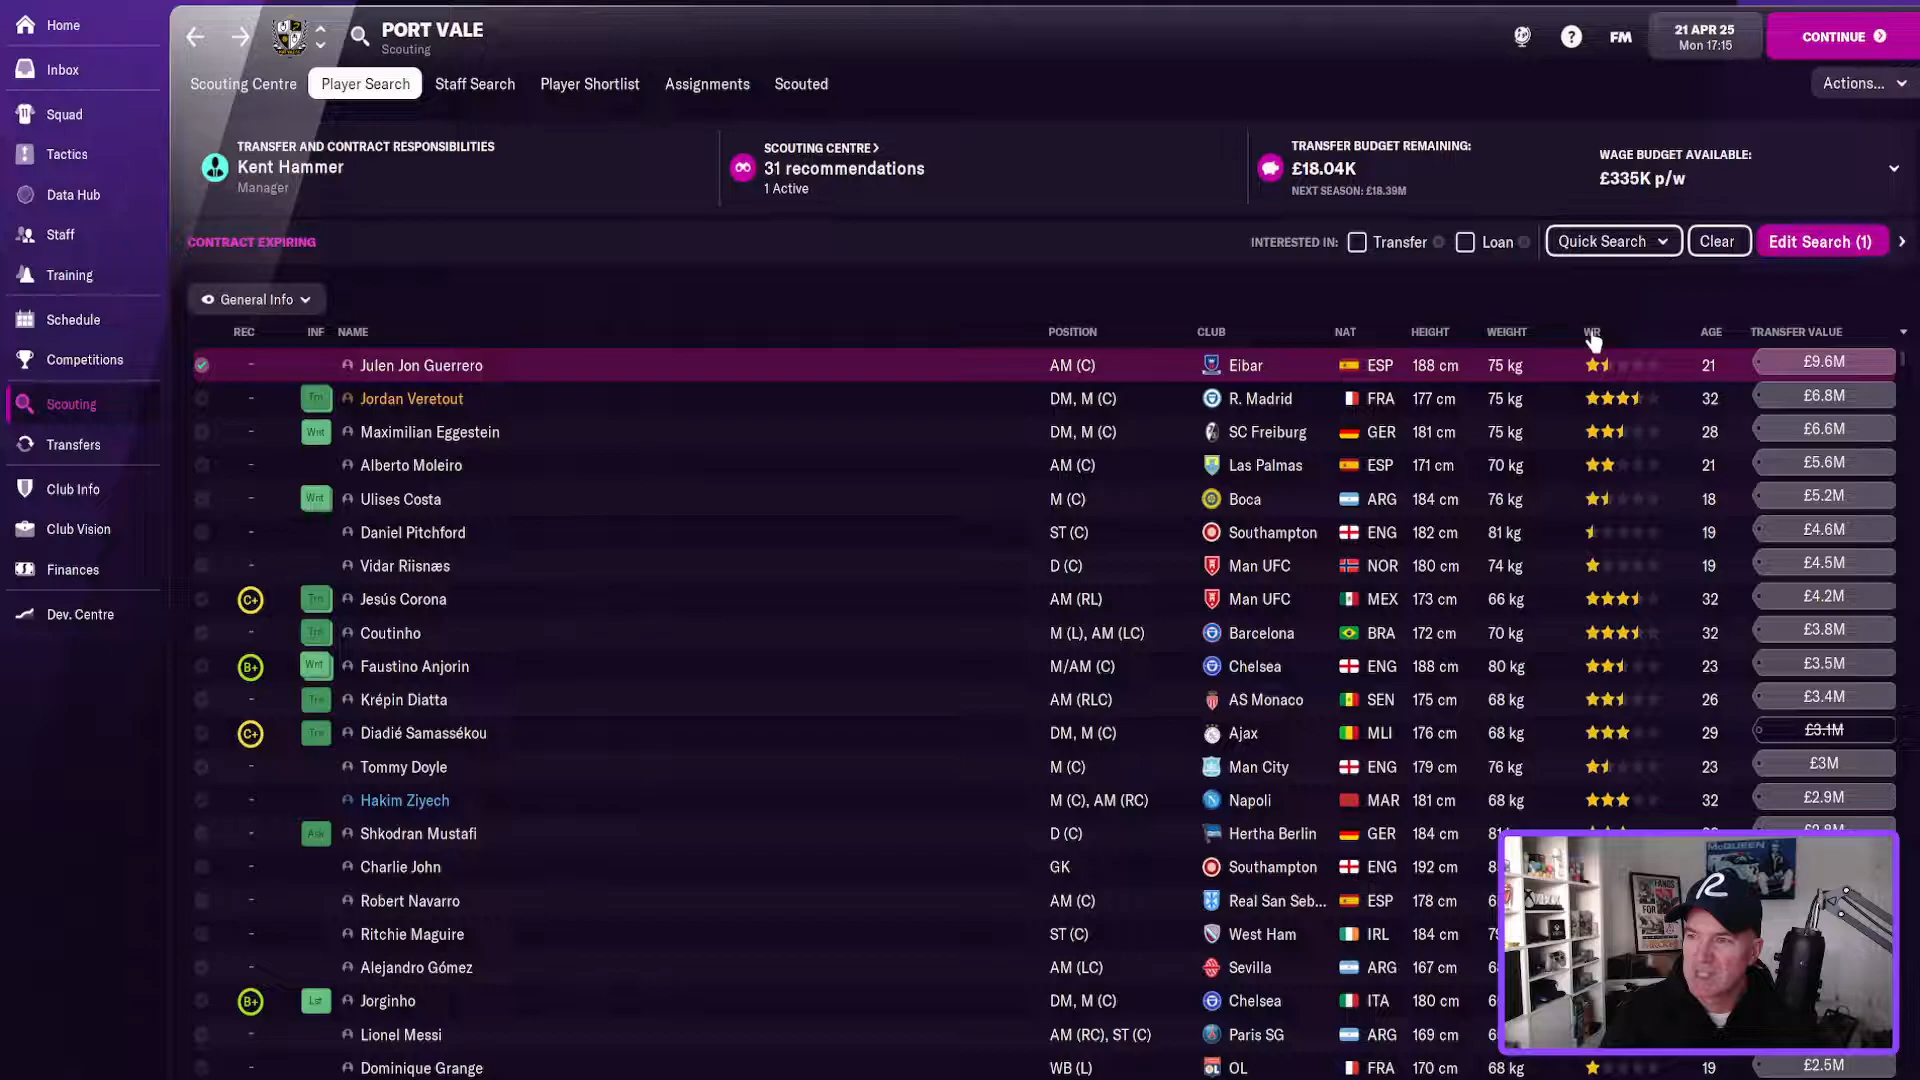 Home
Inbox
Squad
Tactics
Data Hub
Staff
Training
Schedule
Competitions
Scouting
Transfers
Club Info
Club Vision
Finances
Dev. Centre
PORT VALE
Scouting
FM
21 APR 25
Mon 17:15
CONTINUE
Scouting Centre Player Search Staff Search Player Shortlist Assignments Scouted
Actions...
TRANSFER AND CONTRACT RESPONSIBILITIES
Kent Hammer
Manager
SCOUTING CENTRE
31 recommendations
1 Active
TRANSFER BUDGET REMAINING:
£18.04K
NEXT SEASON: £18.39M
WAGE BUDGET AVAILABLE:
£335K p/w
CONTRACT EXPIRING
INTERESTED IN: Transfer Loan Quick Search Clear Edit Search (1)
General Info
REC INF NAME POSITION CLUB NAT HEIGHT WEIGHT WR AGE TRANSFER VALUE
- Julen Jon Guerrero AM (C) Eibar ESP 188 cm 75 kg 21 £9.6M
- Trn Jordan Veretout DM, M (C) R. Madrid FRA 177 cm 75 kg 32 £6.8M
- Wnt Maximilian Eggestein DM, M (C) SC Freiburg GER 181 cm 75 kg 28 £6.6M
- Alberto Moleiro AM (C) Las Palmas ESP 171 cm 70 kg 21 £5.6M
- Wnt Ulises Costa M (C) Boca ARG 184 cm 76 kg 18 £5.2M
- Daniel Pitchford ST (C) Southampton ENG 182 cm 81 kg 19 £4.6M
- Vidar Riisnæs D (C) Man UFC NOR 180 cm 74 kg 19 £4.5M
C+ Trn Jesús Corona AM (RL) Man UFC MEX 173 cm 66 kg 32 £4.2M
- Trn Coutinho M (L), AM (LC) Barcelona BRA 172 cm 70 kg 32 £3.8M
B+ Wnt Faustino Anjorin M/AM (C) Chelsea ENG 188 cm 80 kg 23 £3.5M
- Trn Krépin Diatta AM (RLC) AS Monaco SEN 175 cm 68 kg 26 £3.4M
C+ Trn Diadié Samassékou DM, M (C) Ajax MLI 176 cm 68 kg 29 £3.1M
- Tommy Doyle M (C) Man City ENG 179 cm 76 kg 23 £3M
- Hakim Ziyech M (C), AM (RC) Napoli MAR 181 cm 68 kg 32 £2.9M
- Ask Shkodran Mustafi D (C) Hertha Berlin GER 184 cm
- Charlie John GK Southampton ENG 192 cm
- Robert Navarro AM (C) Real San Seb... ESP 178 cm
- Ritchie Maguire ST (C) West Ham IRL 184 cm
- Alejandro Gómez AM (LC) Sevilla ARG 167 cm
B+ Lst Jorginho DM, M (C) Chelsea ITA 180 cm
- Lionel Messi AM (RC), ST (C) Paris SG ARG 169 cm
- Dominique Grange WB (L) OL FRA 170 cm 68 kg 19 £2.5M
McQUEEN
FANGS
FOR
R